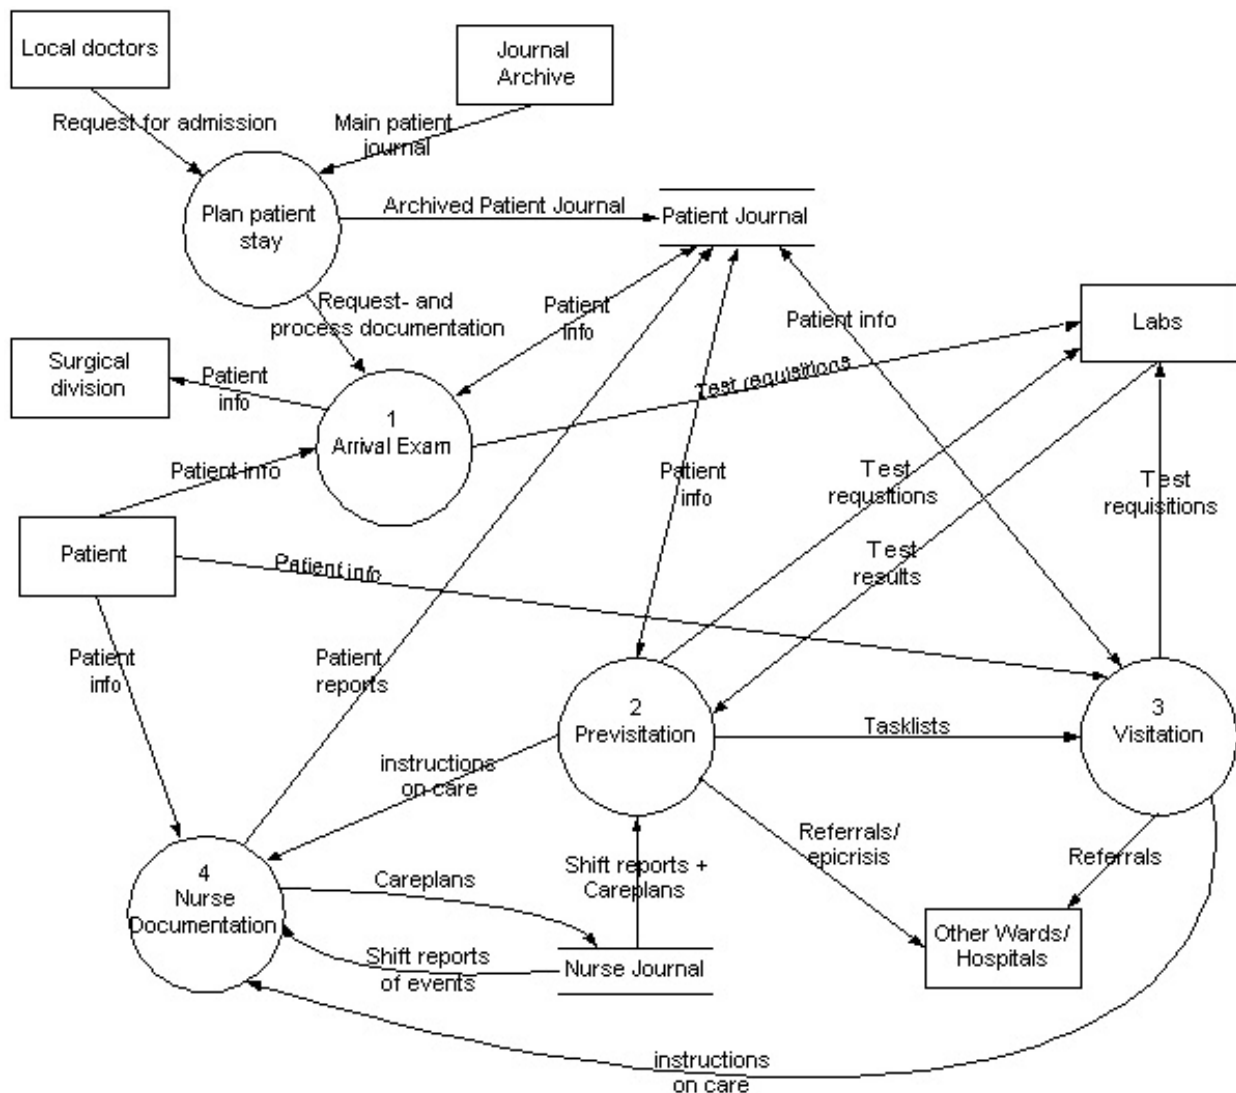 Local doctors
Journal
Archive
Request for admission
Main patient
journal
Plan patient
stay
Archived Patient Journal
Patient Journal
Request- and
process documentation
Patient
info
Patient info
Labs
Surgical
division
Patient
info
Test requisitions
1
Arrival Exam
Patient info
Patient
info
Test
requsitions
Test
requisitions
Patient
Patient info
Test
results
Patient
info
Patient
reports
2
Previsitation
Tasklists
3
Visitation
instructions
on care
Referrals/
epicrisis
Referrals
4
Nurse
Documentation
Careplans
Shift reports +
Careplans
Shift reports
of events
Nurse Journal
Other Wards/
Hospitals
instructions
on care